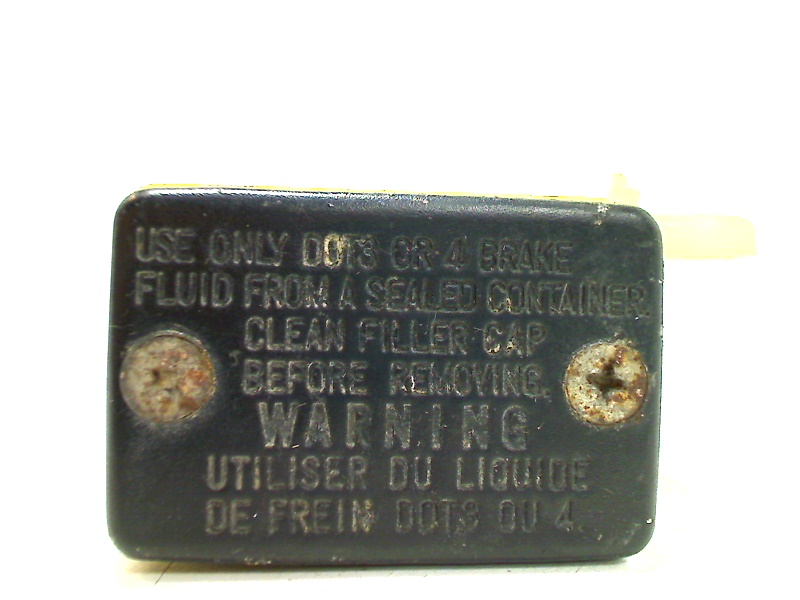 USE ONLY DOT3 OR 4 BRAKE
FLUID FROM A SEALED CONTAINER.
CLEAN FILLER CAP
BEFORE REMOVING.
WARNING
UTILISER DU LIQUIDE
DE FREIN DOT3 OU 4.